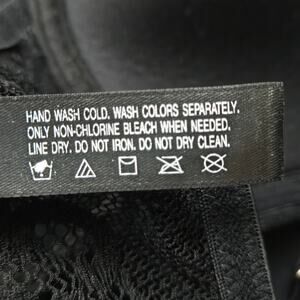 HAND WASH COLD. WASH COLORS SEPARATELY.
ONLY NON-CHLORINE BLEACH WHEN NEEDED.
LINE DRY. DO NOT IRON. DO NOT DRY CLEAN.